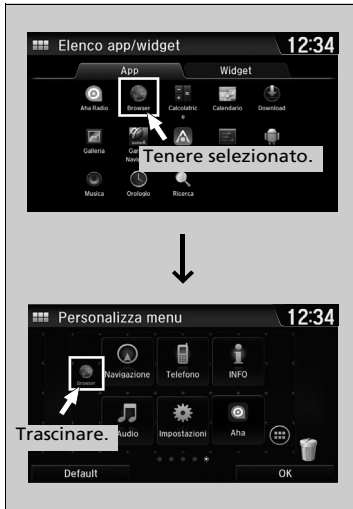 Elenco app/widget 12:34
App Widget
Aha Radio Browser Calcolatrice Calendario Download
Galleria
Tenere selezionato.
Musica Orologio Ricerca
Personalizza menu 12:34
Browser Navigazione Telefono INFO
Trascinare.
Audio Impostazioni Aha
Default OK